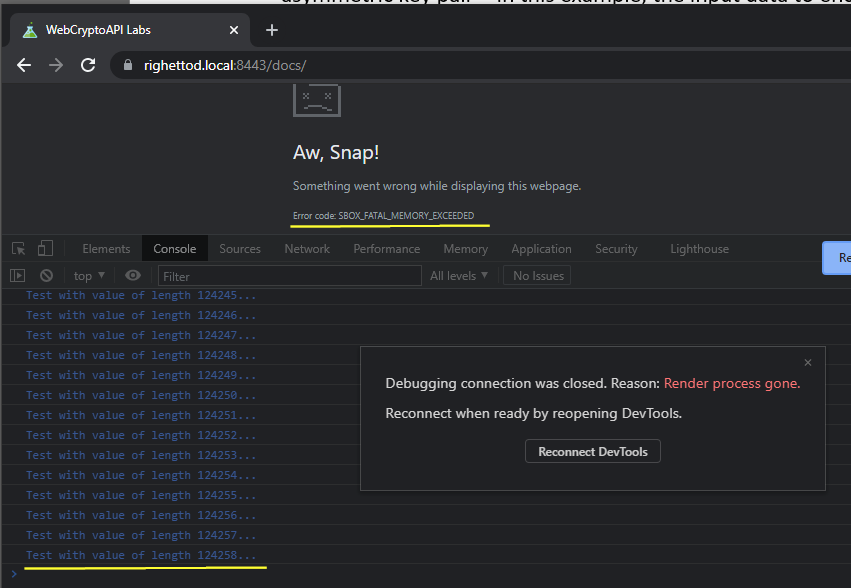 asymmetric key pair
in this example, the input data to
WebCryptoAPI Labs
righettod.local:8443/docs/
Aw, Snap!
Something went wrong while displaying this webpage.
Error code: SBOX_FATAL_MEMORY_EXCEEDED
Elements Console Sources Network Performance Memory Application Security Lighthouse
top Filter All levels No Issues
Re
Test with value of length 124245...
Test with value of length 124246...
Test with value of length 124247...
Test with value of length 124248...
Test with value of length 124249...
Test with value of length 124250...
Test with value of length 124251...
Test with value of length 124252...
Test with value of length 124253...
Test with value of length 124254...
Test with value of length 124255...
Test with value of length 124256...
Test with value of length 124257...
Test with value of length 124258...
Debugging connection was closed. Reason: Render process gone.
Reconnect when ready by reopening DevTools.
Reconnect DevTools